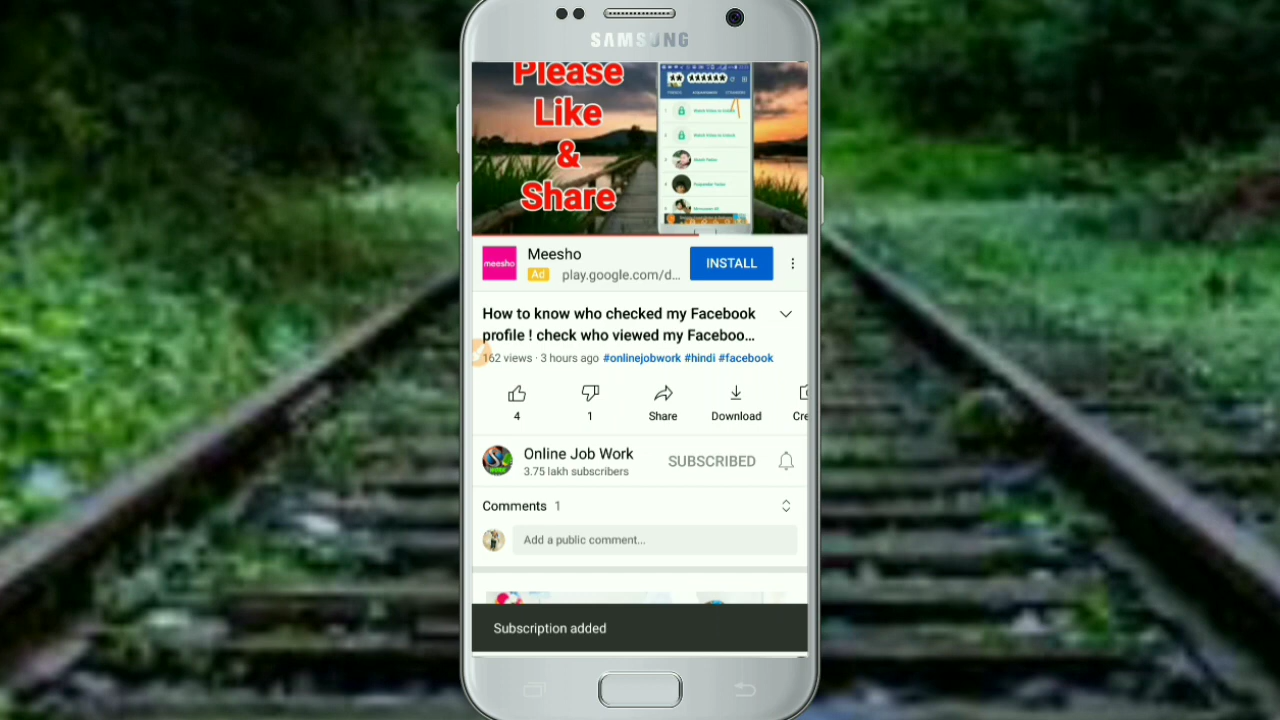 SAMSUNG
Please
Like
&
Share
meesho
Meesho
Ad play.google.com/d...
INSTALL
How to know who checked my Facebook
profile ! check who viewed my Faceboo...
162 views · 3 hours ago #onlinejobwork #hindi #facebook
4 1 Share Download Cre
Online Job Work
3.75 lakh subscribers
SUBSCRIBED
Comments 1
Add a public comment...
Subscription added